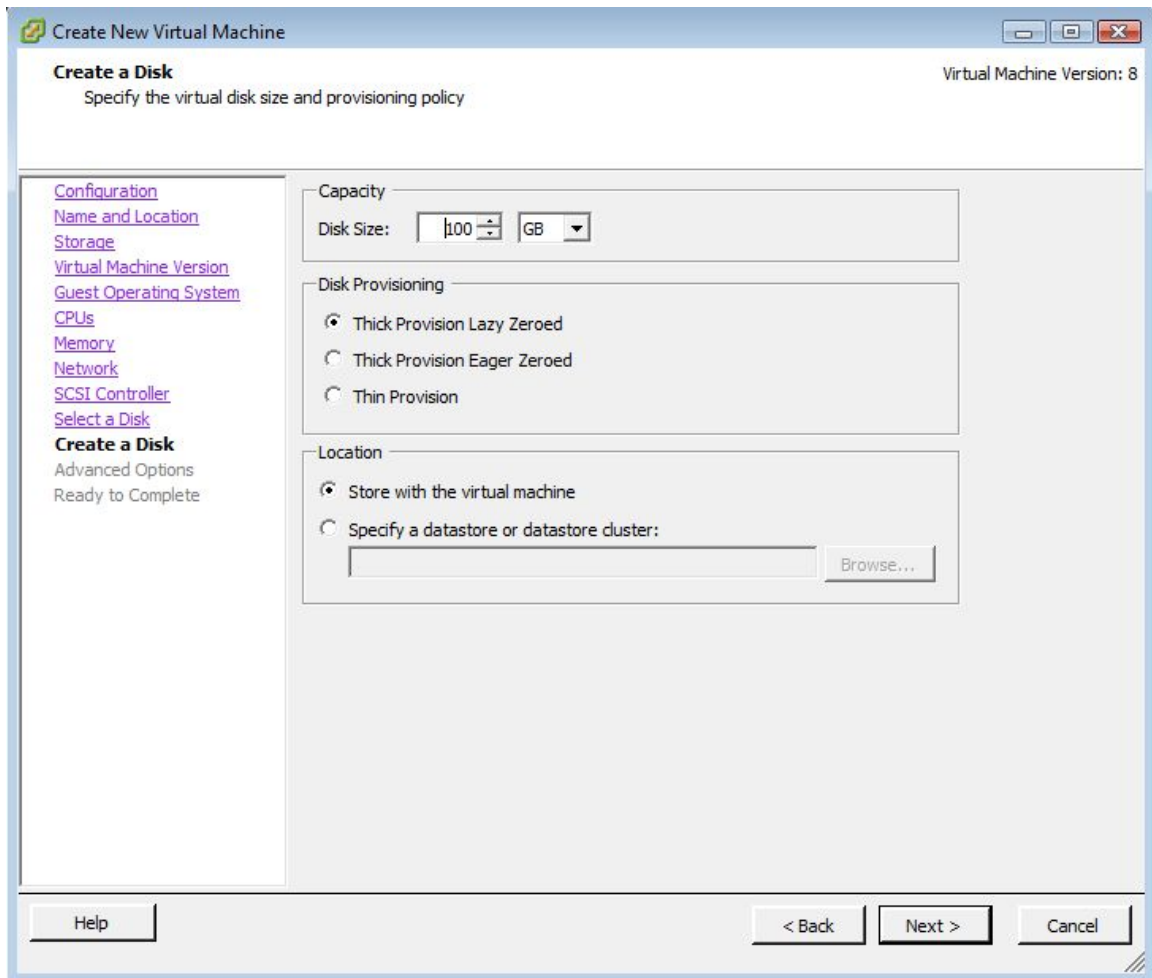 Create New Virtual Machine
Create a Disk
Virtual Machine Version: 8
Specify the virtual disk size and provisioning policy
Configuration
Name and Location
Storage
Virtual Machine Version
Guest Operating System
CPUs
Memory
Network
SCSI Controller
Select a Disk
Create a Disk
Advanced Options
Ready to Complete
Capacity
Disk Size: 100 GB
Disk Provisioning
Thick Provision Lazy Zeroed
Thick Provision Eager Zeroed
Thin Provision
Location
Store with the virtual machine
Specify a datastore or datastore cluster:
Browse...
Help
< Back
Next >
Cancel